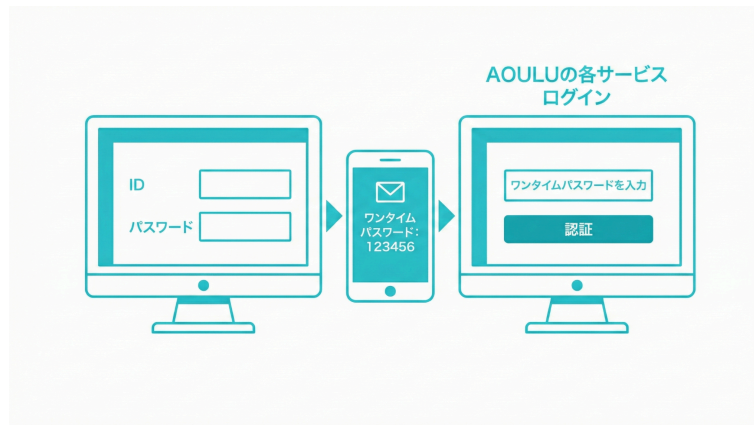 AOULUの各サービス
ログイン
ID
パスワード
ワンタイム
パスワード：
123456
ワンタイムパスワードを入力
認証